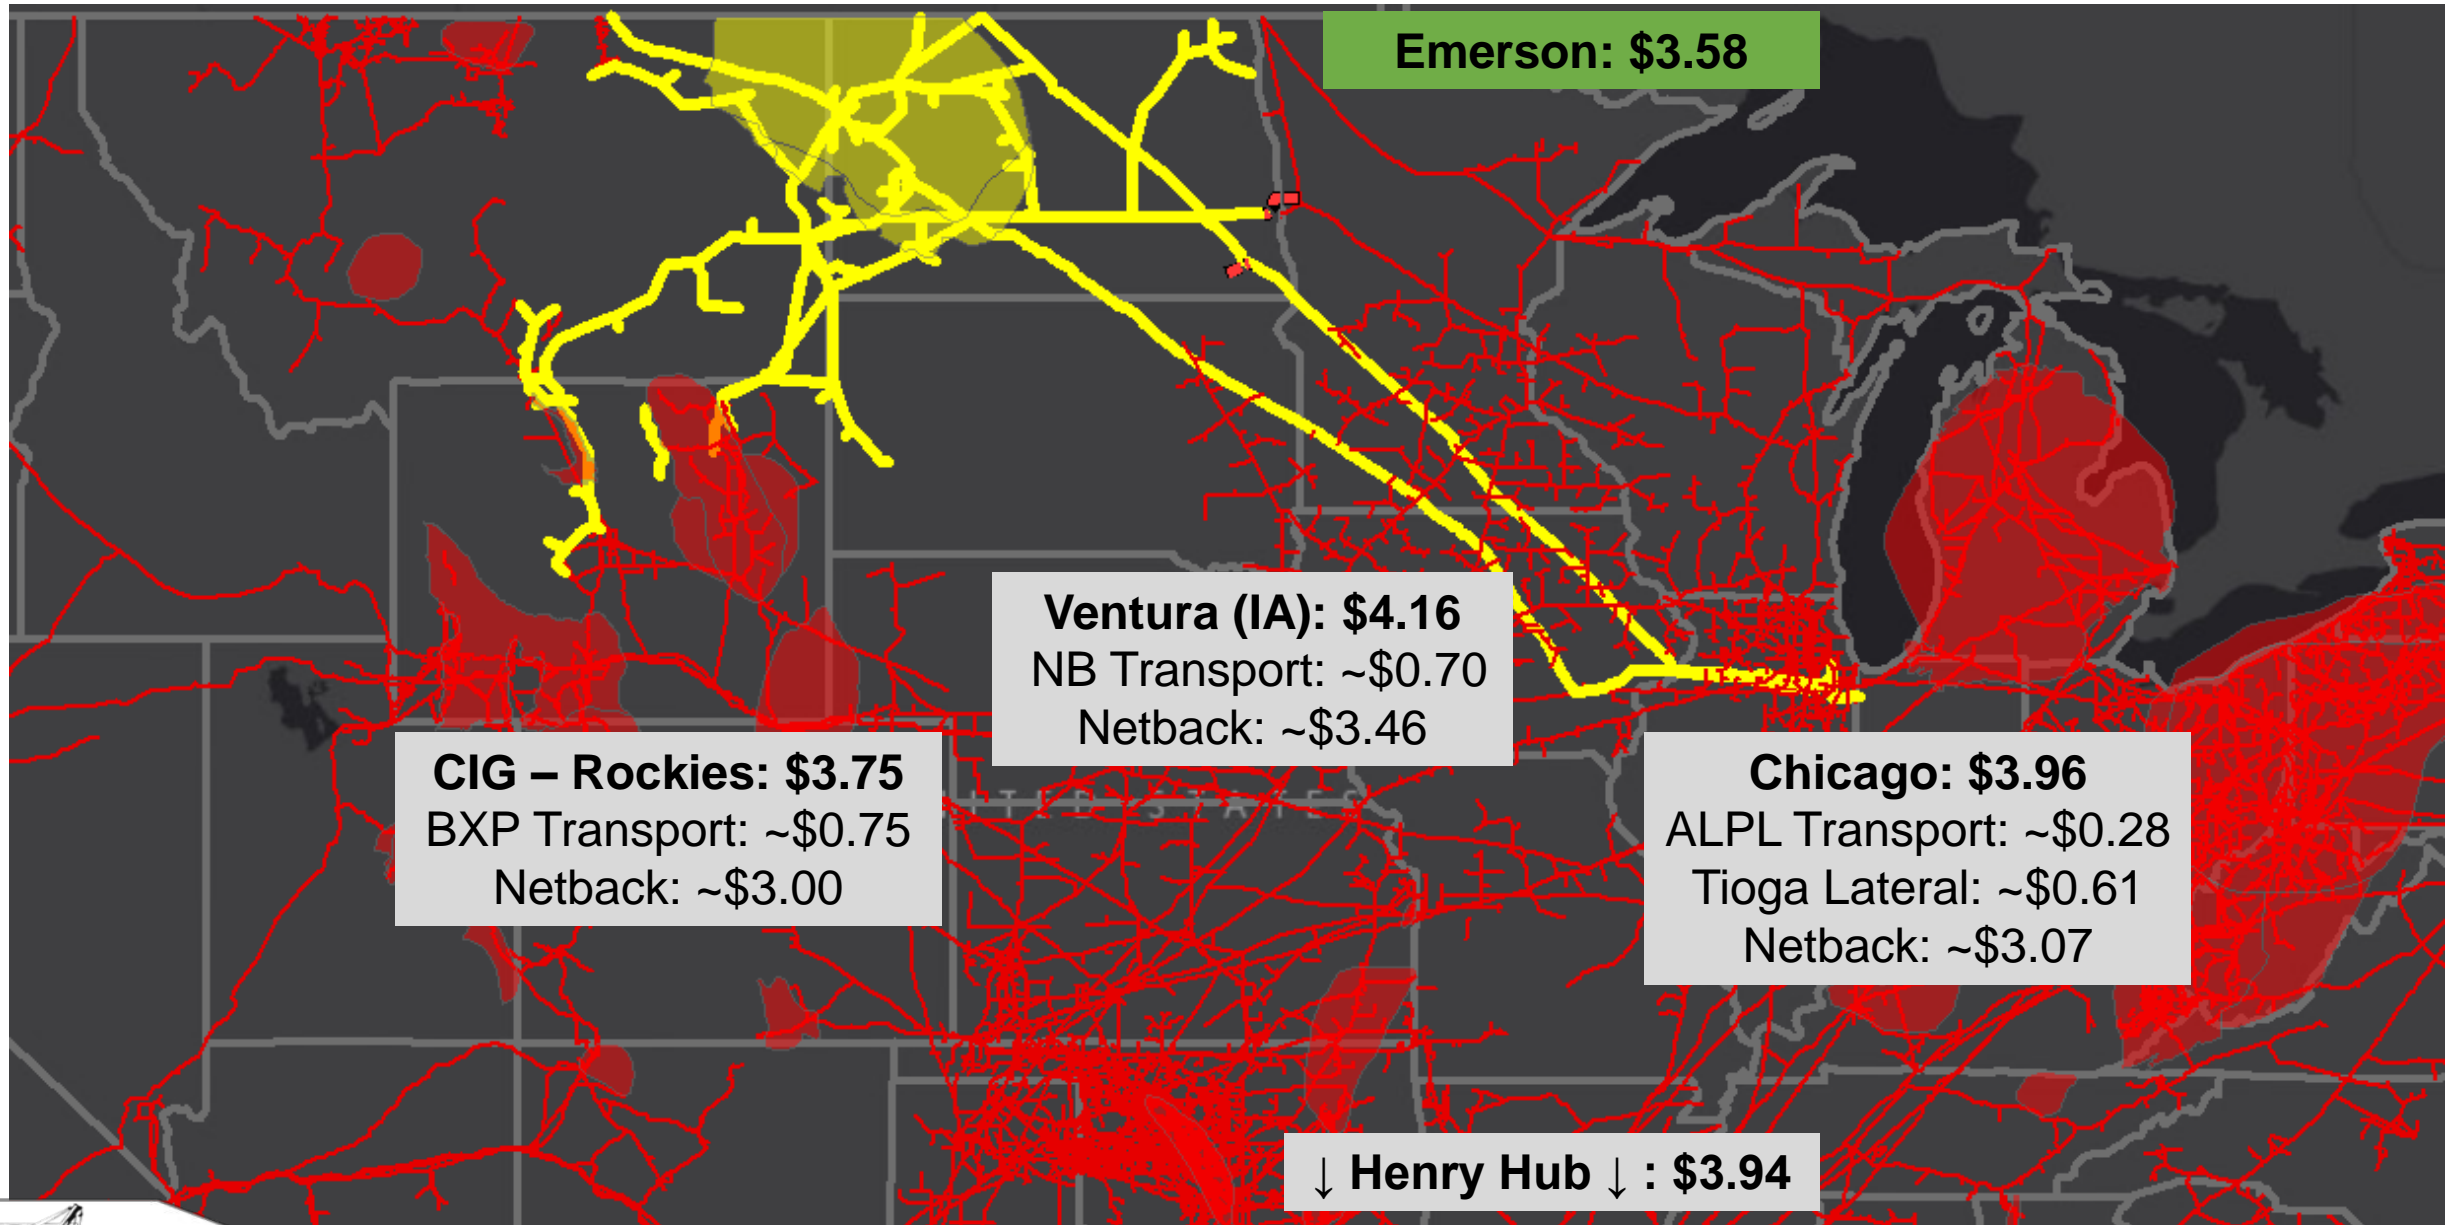 Emerson: $3.58
Ventura (IA): $4.16
NB Transport: ~$0.70
Netback: ~$3.46
CIG – Rockies: $3.75
BXP Transport: ~$0.75
Netback: ~$3.00
Chicago: $3.96
ALPL Transport: ~$0.28
Tioga Lateral: ~$0.61
Netback: ~$3.07
STATES
↓ Henry Hub ↓ : $3.94